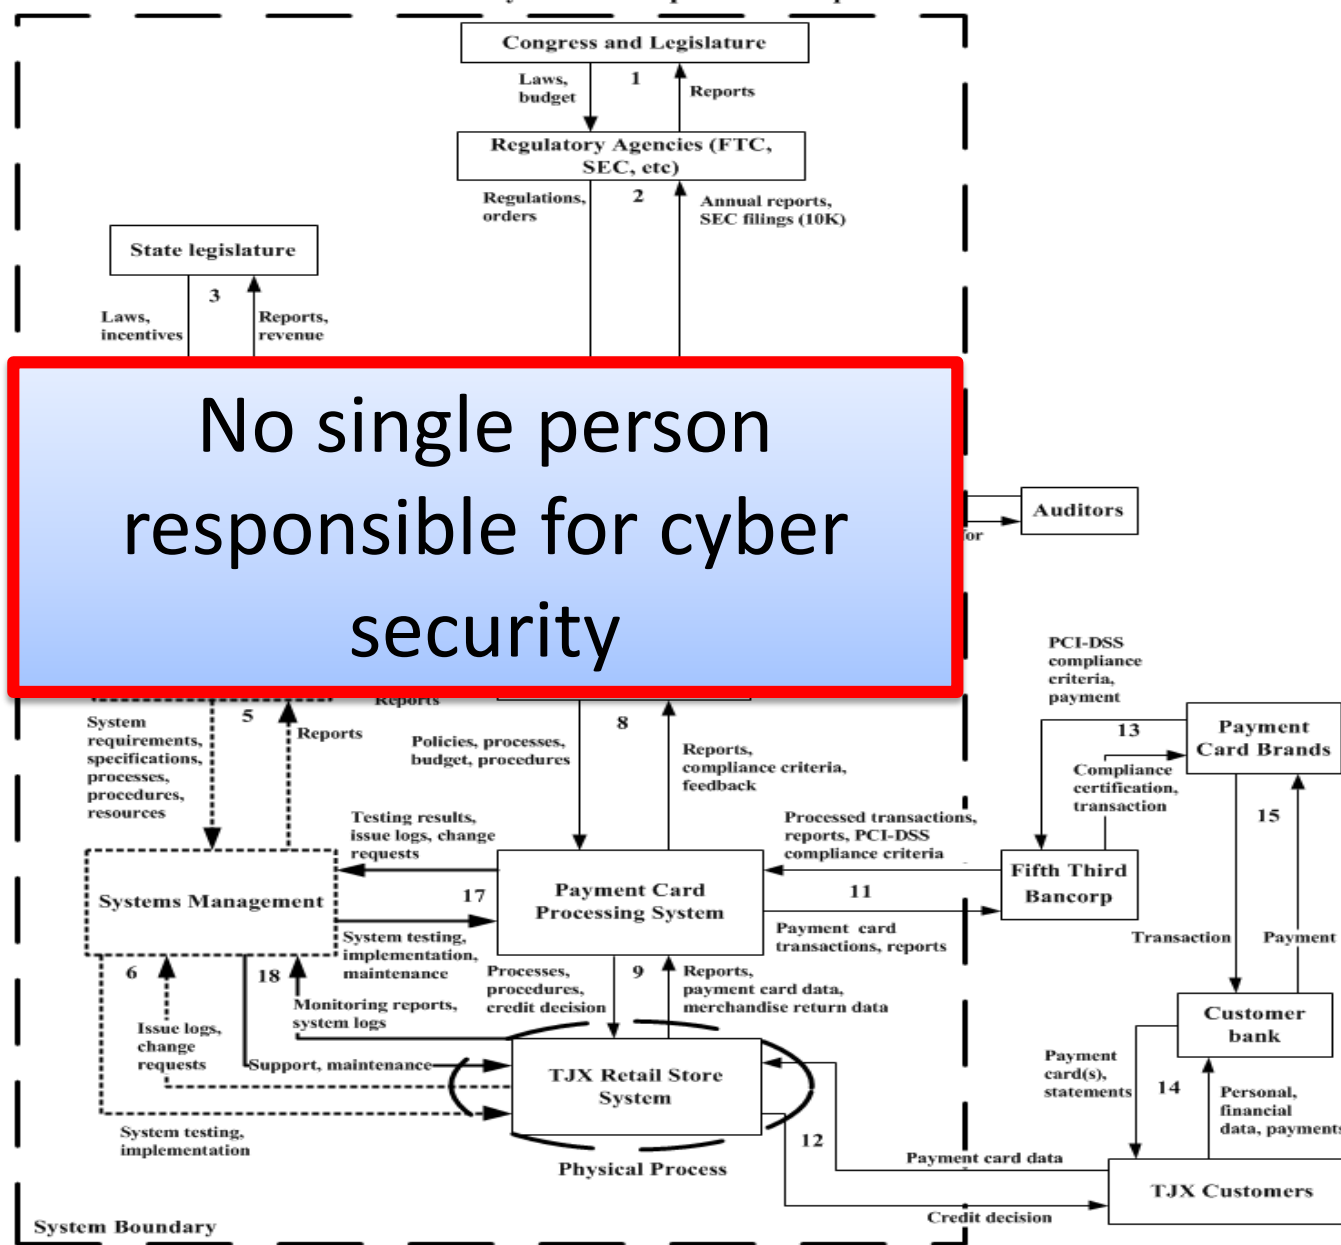 Congress and Legislature
Laws,
budget
1
Reports
Regulatory Agencies (FTC,
SEC, etc)
Regulations,
orders
2
Annual reports,
SEC filings (10K)
State legislature
3
Laws,
incentives
Reports,
revenue
No single person
responsible for cyber
security
Auditors
for
PCI-DSS
compliance
criteria,
payment
5
Reports
8
13
System
requirements,
specifications,
processes,
procedures,
resources
Reports
Policies, processes,
budget, procedures
Reports,
compliance criteria,
feedback
Payment
Card Brands
Compliance
certification,
transaction
15
Testing results,
issue logs, change
requests
Processed transactions,
reports, PCI-DSS
compliance criteria
Systems Management
17
Payment Card
Processing System
11
Fifth Third
Bancorp
System testing,
implementation,
maintenance
Payment card
transactions, reports
Transaction
Payment
6
18
Processes,
procedures,
credit decision
9
Reports,
payment card data,
merchandise return data
Monitoring reports,
system logs
Issue logs,
change
requests
Support, maintenance
TJX Retail Store
System
Customer
bank
Payment
card(s),
statements
14
Personal,
financial
data, payments
System testing,
implementation
12
Physical Process
Payment card data
TJX Customers
Credit decision
System Boundary